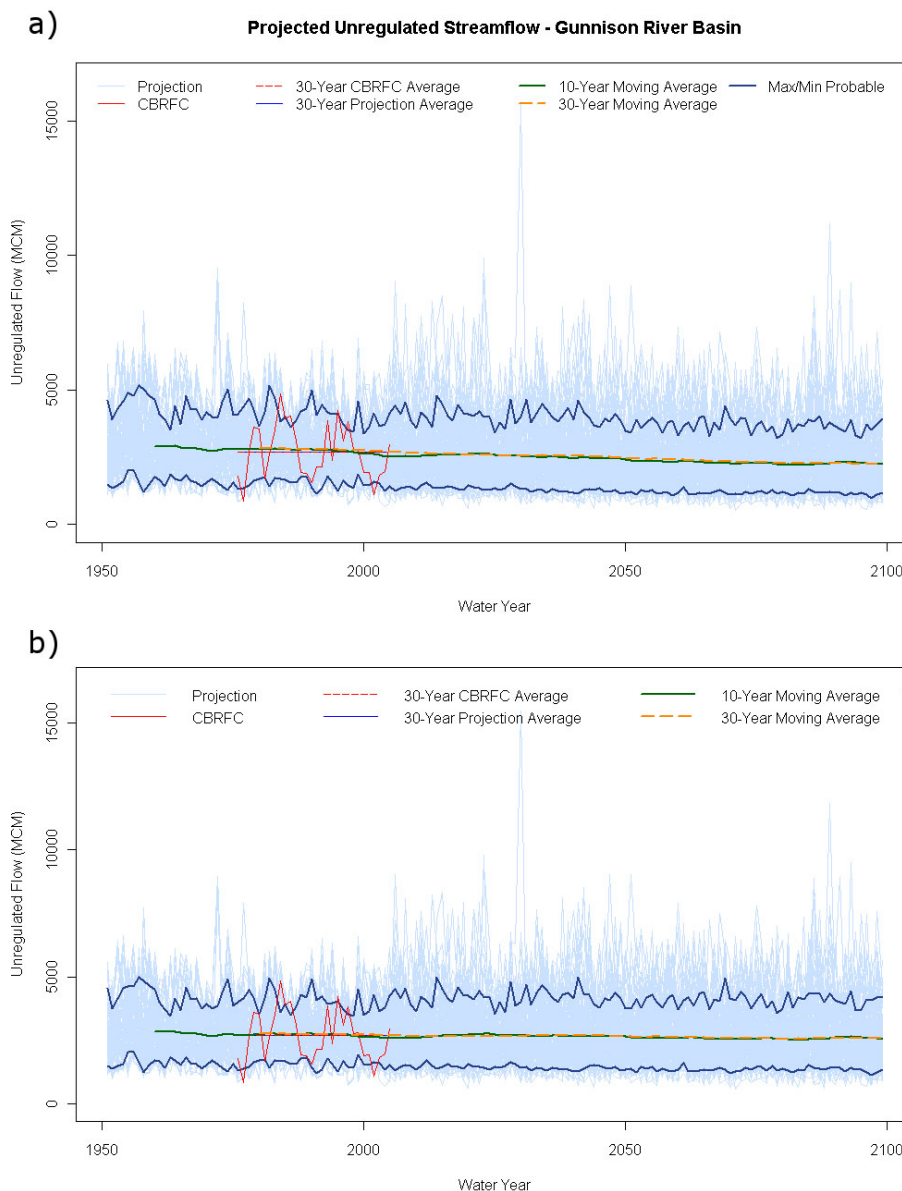 a)
Projected Unregulated Streamflow - Gunnison River Basin
Projection 30-Year CBRFC Average 10-Year Moving Average Max/Min Probable
CBRFC 30-Year Projection Average 30-Year Moving Average
Unregulated Flow (MCM)
15000
10000
5000
0
1950 2000 2050 2100
Water Year
b)
Projection 30-Year CBRFC Average 10-Year Moving Average
CBRFC 30-Year Projection Average 30-Year Moving Average
Unregulated Flow (MCM)
15000
10000
5000
0
1950 2000 2050 2100
Water Year